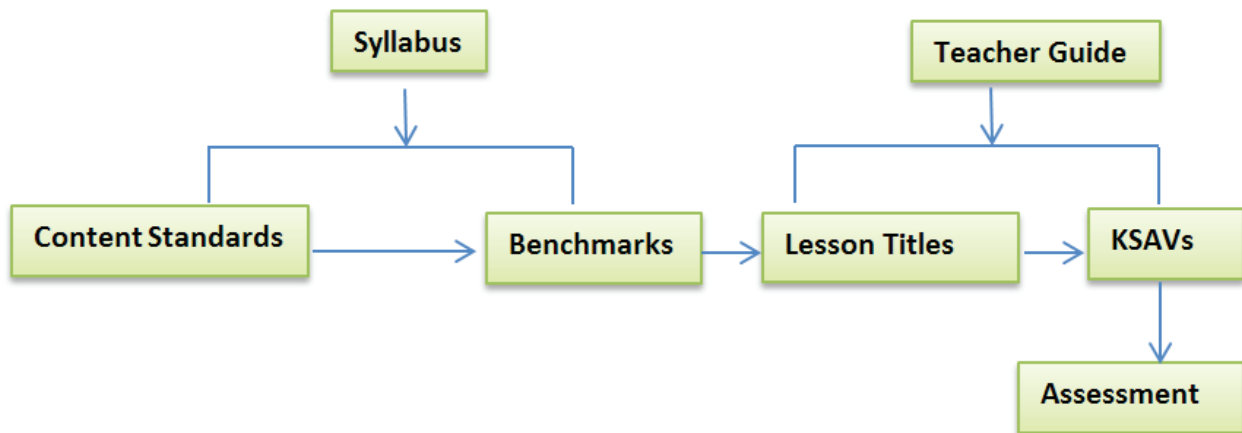 Syllabus
Teacher Guide
Content Standards
Benchmarks
Lesson Titles
KSAVs
Assessment